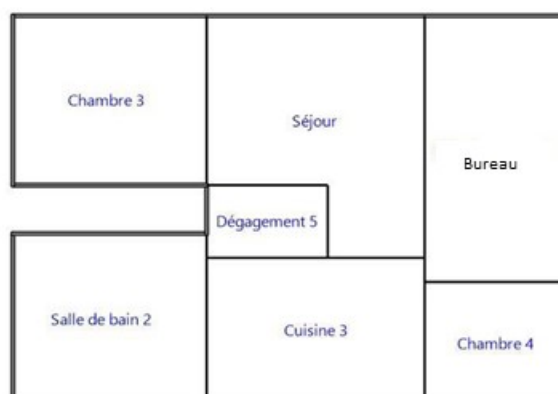 Chambre 3
Séjour
Bureau
Dégagement 5
Salle de bain 2
Cuisine 3
Chambre 4